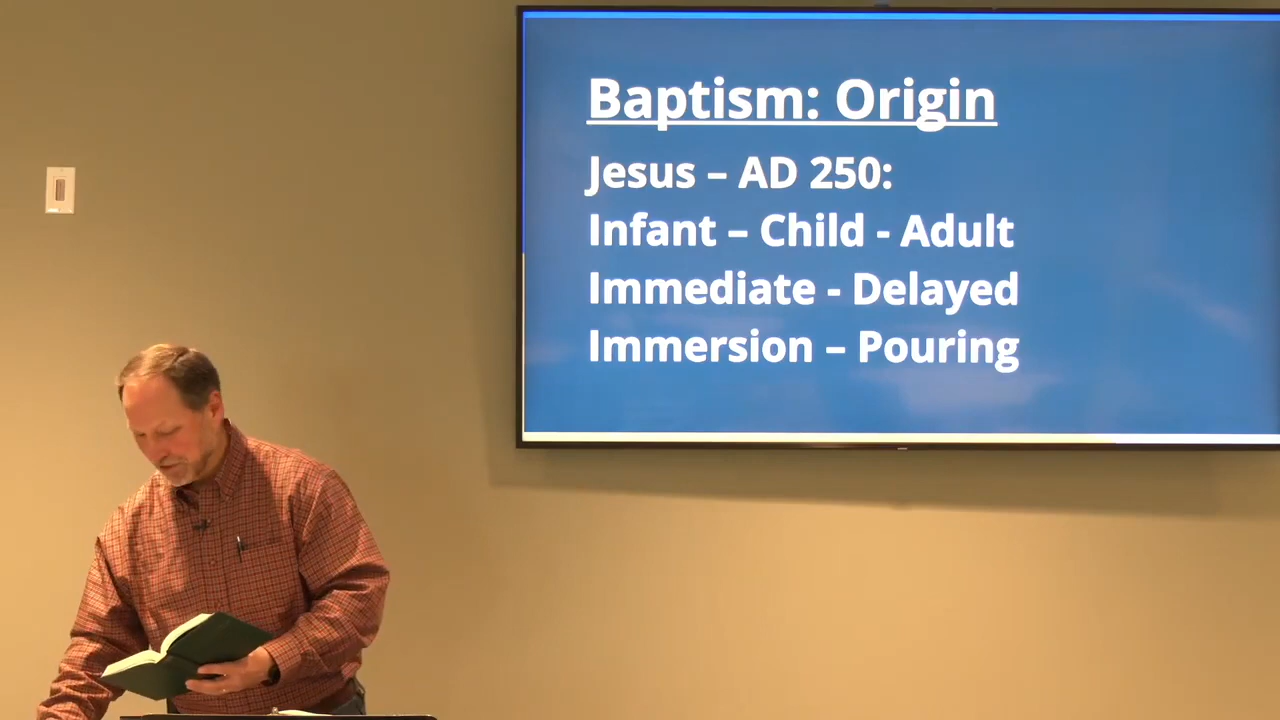 Baptism: Origin
Jesus – AD 250:
Infant – Child - Adult
Immediate - Delayed
Immersion – Pouring